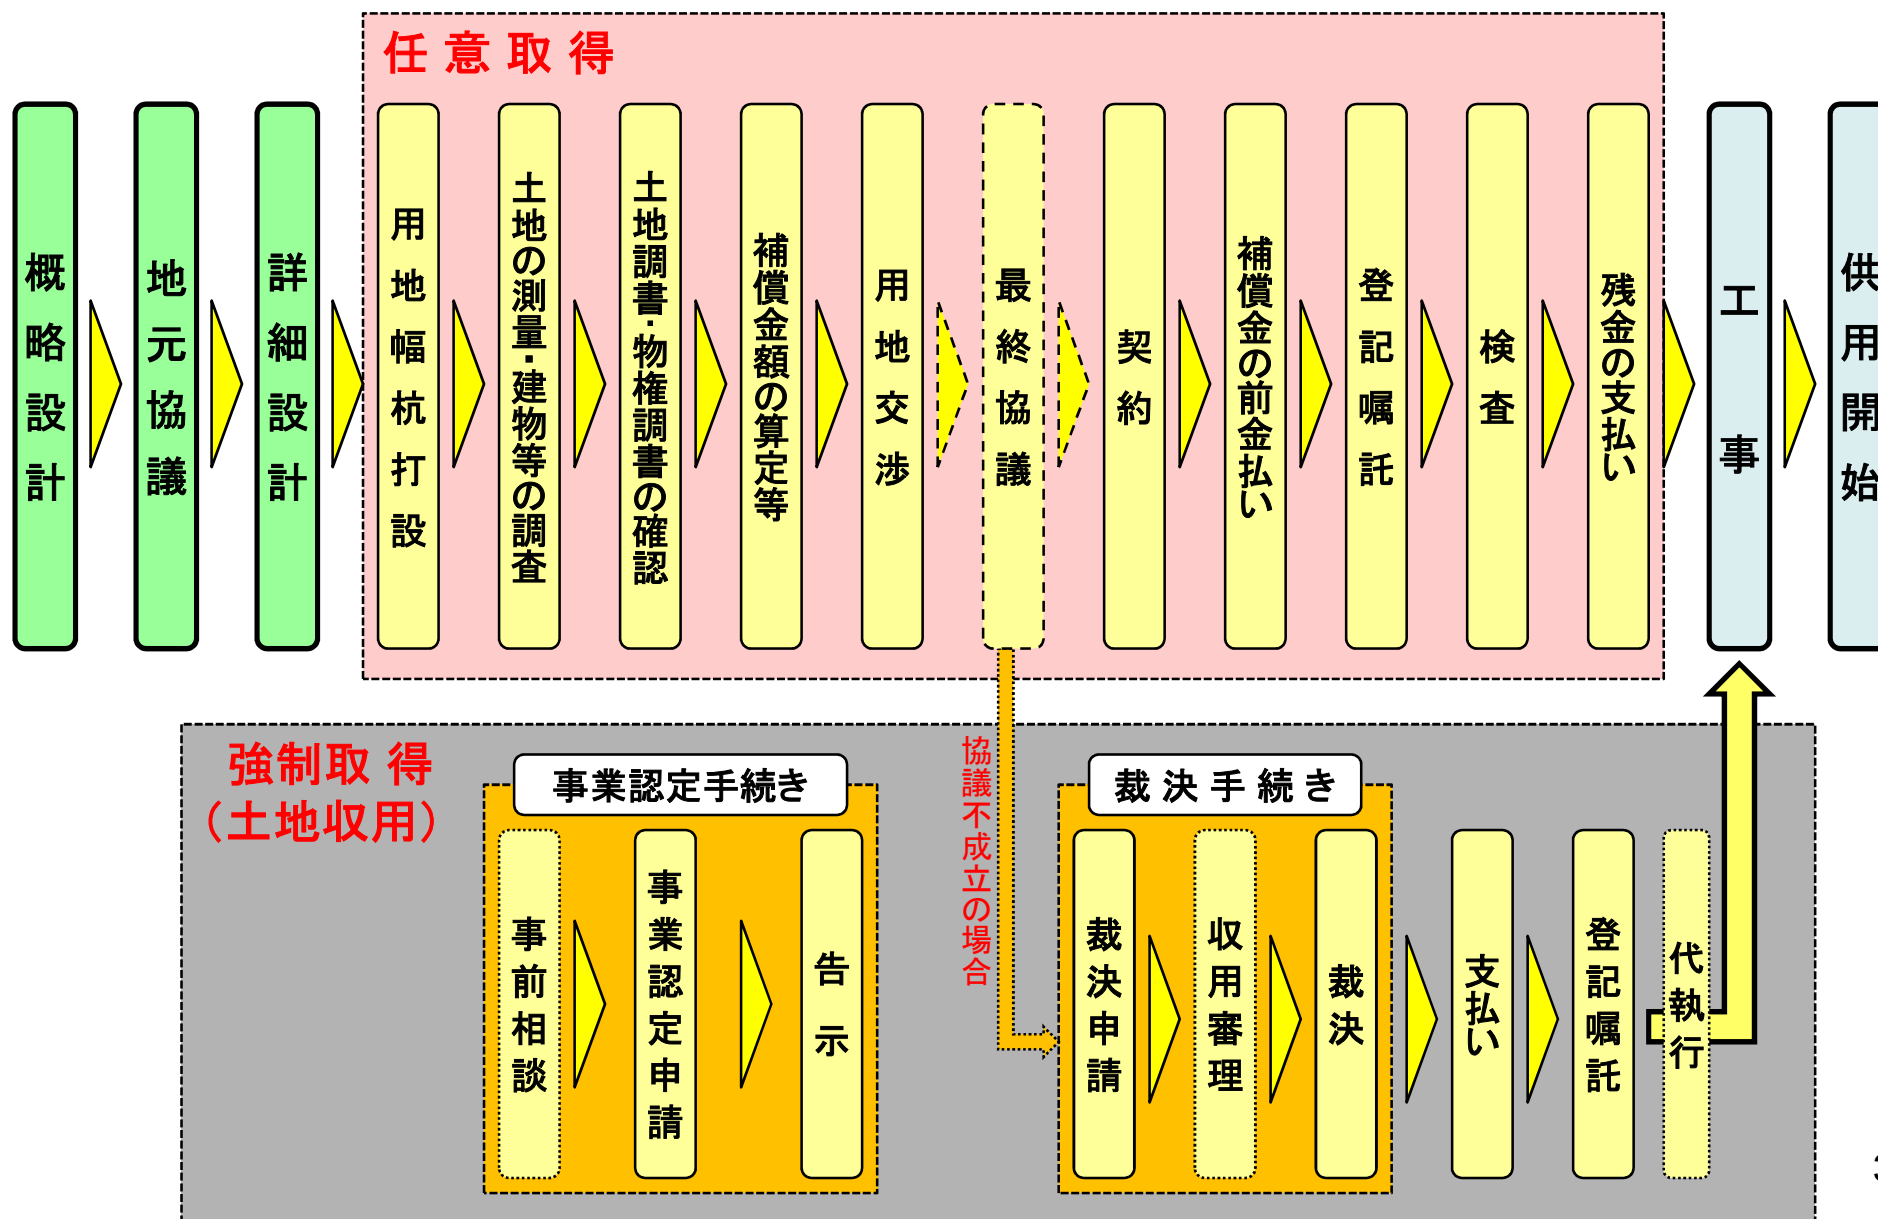 任意取得
概略設計
地元協議
詳細設計
用地幅杭打設
土地の測量・建物等の調査
土地調書・物権調書の確認
補償金額の算定等
用地交渉
最終協議
契約
補償金の前金払い
登記嘱託
検査
残金の支払い
工事
供用開始
強制取得
（土地収用）
事業認定手続き
事前相談
事業認定申請
告示
協議不成立の場合
裁決手続き
裁決申請
収用審理
裁決
支払い
登記嘱託
代執行